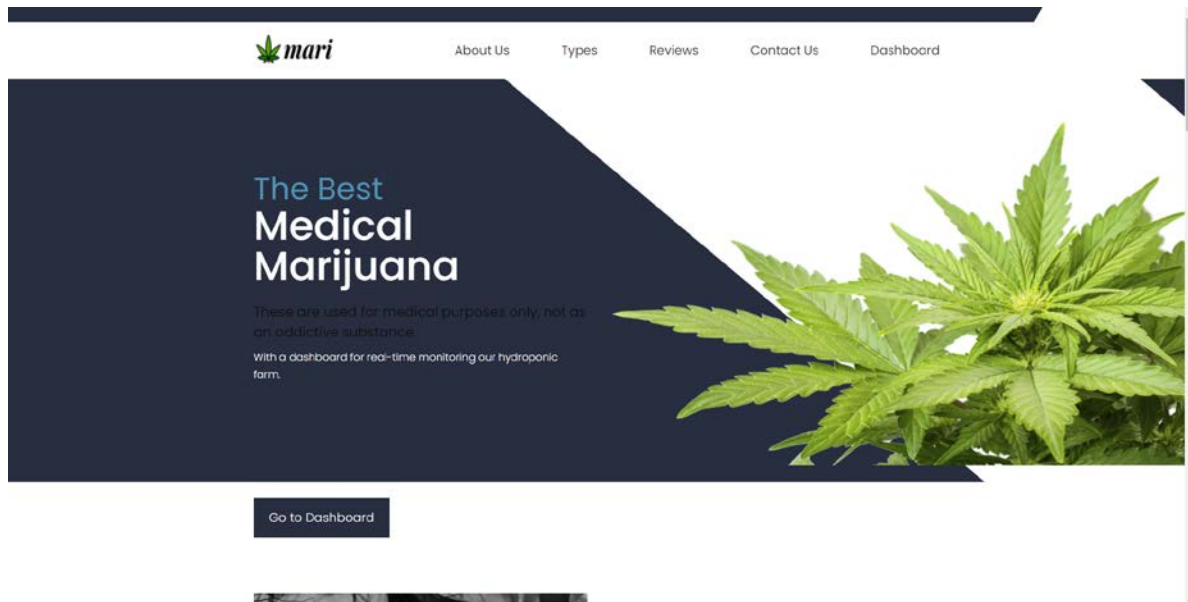 mari
About Us Types Reviews Contact Us Dashboard
The Best
Medical
Marijuana
These are used for medical purposes only, not as
an addictive substance.
With a dashboard for real-time monitoring our hydroponic
farm.
Go to Dashboard